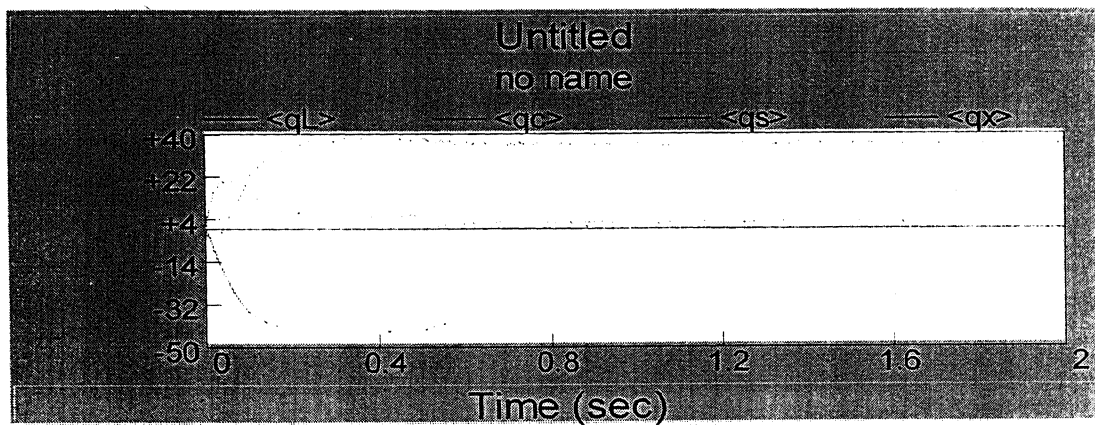 Untitled
no name
<qL> <qc> <qs> <qx>
+40
+22
+4
-14
-32
-50
0 0.4 0.8 1.2 1.6 2
Time (sec)